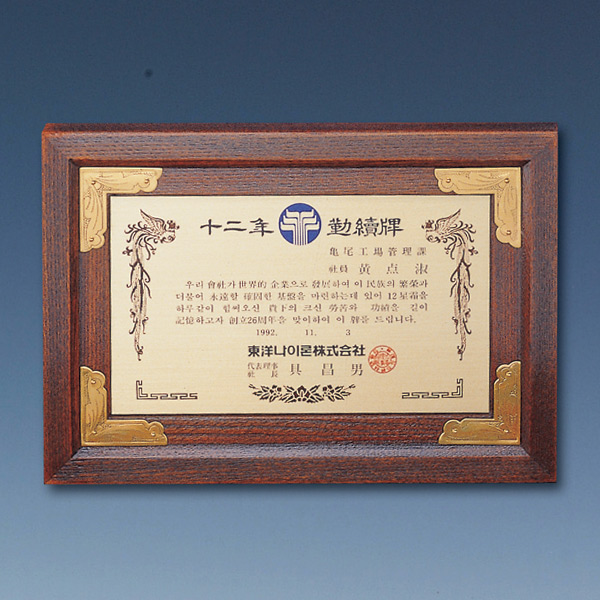 十二年 勤續牌
亀尾工場管理課
社員 黃点淑
우리 會社가 世界的 企業으로 發展하여 이 民族의 繁榮과
더불어 永遠할 確固한 基盤을 마련하는데 있어 12星霜을
하루같이 힘써오신 貴下의 크신 勞苦와 功績을 길이
記憶하고자 創立26周年을 맞이하여 이 牌를 드립니다.
1992. 11. 3
東洋나이론株式会社
代表理事
社長 具昌男